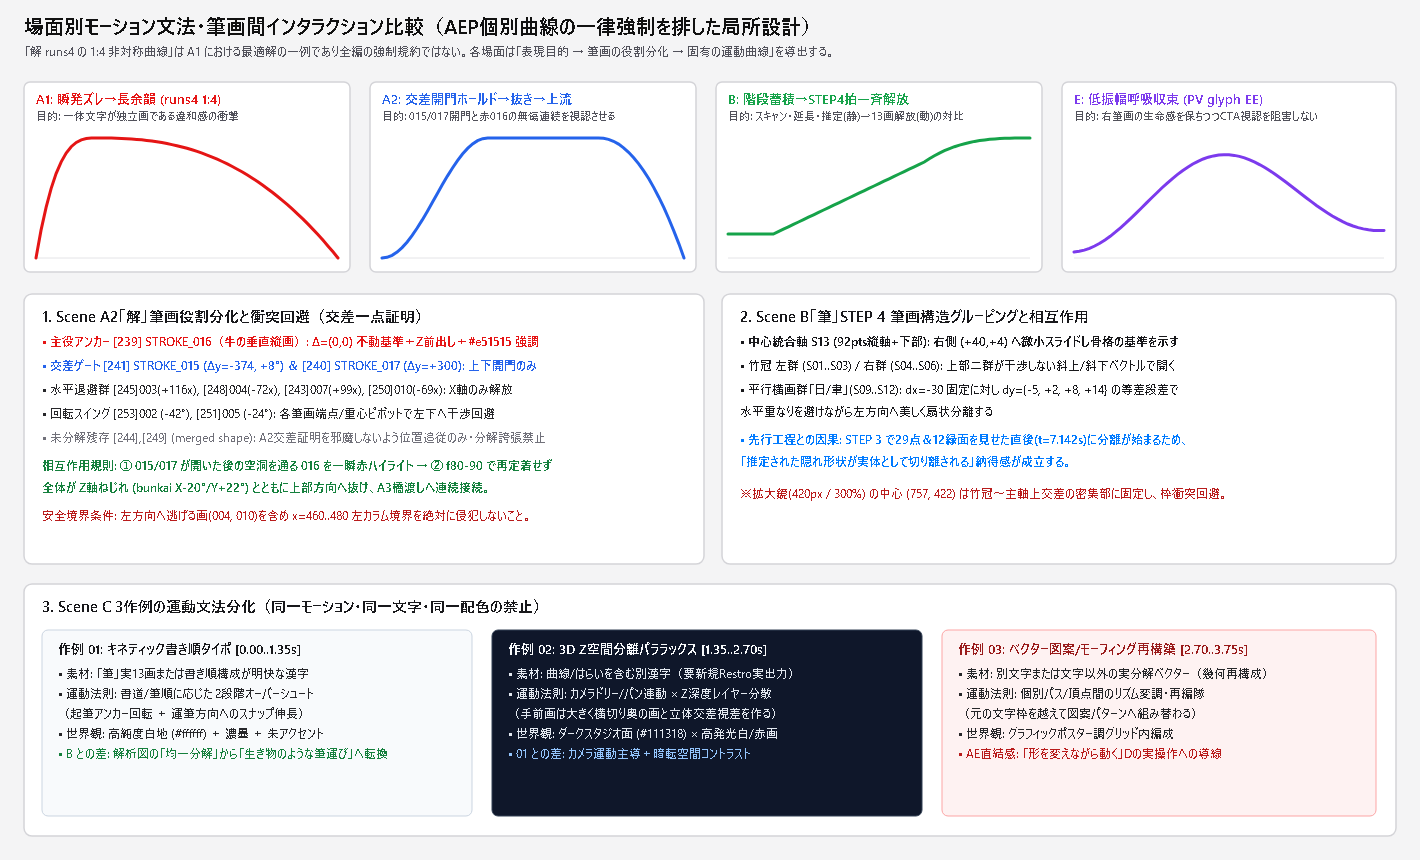 場面別モーション文法・筆画間インタラクション比較（AEP個別曲線の一律強制を排した局所設計）
「解 runs4 の 1:4 非対称曲線」は A1 における最適解の一例であり全編の強制規約ではない。各場面は「表現目的 → 筆画の役割分化 → 固有の運動曲線」を導出する。
A1: 瞬発ズレ→長余韻 (runs4 1:4)
目的: 一体文字が独立画である違和感の衝撃
A2: 交差開門ホールド→抜き→上流
目的: 015/017開門と赤016の無傷連続を視認させる
B: 階段蓄積→STEP4拍一斉解放
目的: スキャン・延長・推定(静)→13画解放(動)の対比
E: 低振幅呼吸収束 (PV glyph EE)
目的: 右筆画の生命感を保ちつつCTA視認を阻害しない
1. Scene A2「解」筆画役割分化と衝突回避（交差一点証明）
• 主役アンカー [239] STROKE_016（牛の垂直縦画）: Δ=(0,0) 不動基準＋Z前出し＋#e51515 強調
• 交差ゲート [241] STROKE_015 (Δy=-374, +8°) ＆ [240] STROKE_017 (Δy=+300): 上下開門のみ
• 水平退避群 [245]003(+116x), [248]004(-72x), [243]007(+99x), [250]010(-69x): X軸のみ解放
• 回転スイング [253]002 (-42°), [251]005 (-24°): 各筆画端点/重心ピボットで左下へ干渉回避
• 未分解残存 [244],[249] (merged shape): A2交差証明を邪魔しないよう位置追従のみ・分解誇張禁止
相互作用規則: ① 015/017 が開いた後の空洞を通る 016 を一瞬赤ハイライト → ② f80-90 で再定着せず
全体が Z軸ねじれ (bunkai X-20°/Y+22°) とともに上部方向へ抜け、A3橋渡しへ連続接続。
安全境界条件: 左方向へ逃げる画(004, 010)を含め x=460..480 左カラム境界を絶対に侵犯しないこと。
2. Scene B「筆」STEP 4 筆画構造グルーピングと相互作用
• 中心統合軸 S13 (92pts縦軸+下部): 右側 (+40,+4) へ微小スライドし骨格の基準を示す
• 竹冠 左群 (S01..S03) / 右群 (S04..S06): 上部二群が干渉しない斜上/斜下ベクトルで開く
• 平行横画群「日/聿」(S09..S12): dx=-30 固定に対し dy=(-5, +2, +8, +14) の等差段差で
水平重なりを避けながら左方向へ美しく扇状分離する
• 先行工程との因果: STEP 3 で29点＆12緑面を見せた直後(t=7.142s)に分離が始まるため、
「推定された隠れ形状が実体として切り離される」納得感が成立する。
※拡大鏡(420px / 300%) の中心 (757, 422) は竹冠〜主軸上交差の密集部に固定し、枠衝突回避。
3. Scene C 3作例の運動文法分化（同一モーション・同一文字・同一配色の禁止）
作例 01: キネティック書き順タイポ [0.00..1.35s]
• 素材: 「筆」実13画または書き順構成が明快な漢字
• 運動法則: 書道/筆順に応じた 2段階オーバーシュート
（起筆アンカー回転 ＋ 運筆方向へのスナップ伸長）
• 世界観: 高純度白地 (#ffffff) ＋ 濃墨 ＋ 朱アクセント
• B との差: 解析図の「均一分解」から「生き物のような筆運び」へ転換
作例 02: 3D Z空間分離パララックス [1.35..2.70s]
• 素材: 曲線/はらいを含む別漢字（要新規Restro実出力）
• 運動法則: カメラドリー/パン連動 × Z深度レイヤー分散
（手前画は大きく横切り奥の画と立体交差視差を作る）
• 世界観: ダークスタジオ面 (#111318) × 高発光白/赤画
• 01 との差: カメラ運動主導 + 暗転空間コントラスト
作例 03: ベクター図案/モーフィング再構築 [2.70..3.75s]
• 素材: 別文字または文字以外の実分解ベクター（幾何再構成）
• 運動法則: 個別パス/頂点間のリズム変調・再編隊
（元の文字枠を越えて図案パターンへ組み替わる）
• 世界観: グラフィックポスター調グリッド内編成
• AE直結感: 「形を変えながら動く」Dの実操作への導線